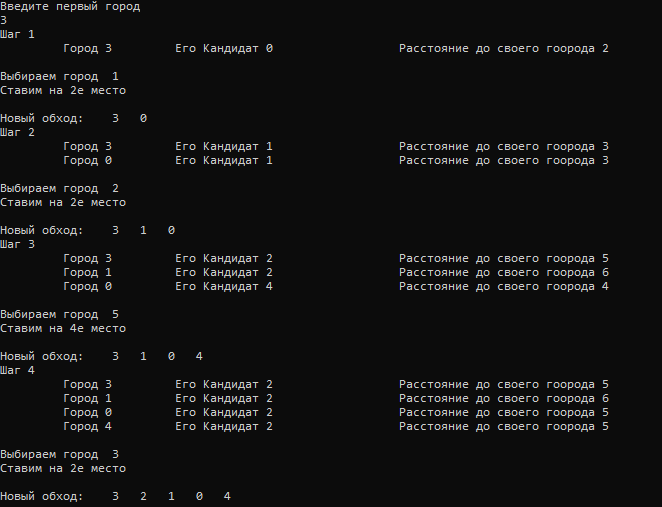 Введите первый город
3
Шаг 1
Город 3 Его Кандидат 0 Расстояние до своего гоорода 2
Выбираем город 1
Ставим на 2е место
Новый обход: 3 0
Шаг 2
Город 3 Его Кандидат 1 Расстояние до своего гоорода 3
Город 0 Его Кандидат 1 Расстояние до своего гоорода 3
Выбираем город 2
Ставим на 2е место
Новый обход: 3 1 0
Шаг 3
Город 3 Его Кандидат 2 Расстояние до своего гоорода 5
Город 1 Его Кандидат 2 Расстояние до своего гоорода 6
Город 0 Его Кандидат 4 Расстояние до своего гоорода 4
Выбираем город 5
Ставим на 4е место
Новый обход: 3 1 0 4
Шаг 4
Город 3 Его Кандидат 2 Расстояние до своего гоорода 5
Город 1 Его Кандидат 2 Расстояние до своего гоорода 6
Город 0 Его Кандидат 2 Расстояние до своего гоорода 5
Город 4 Его Кандидат 2 Расстояние до своего гоорода 5
Выбираем город 3
Ставим на 2е место
Новый обход: 3 2 1 0 4